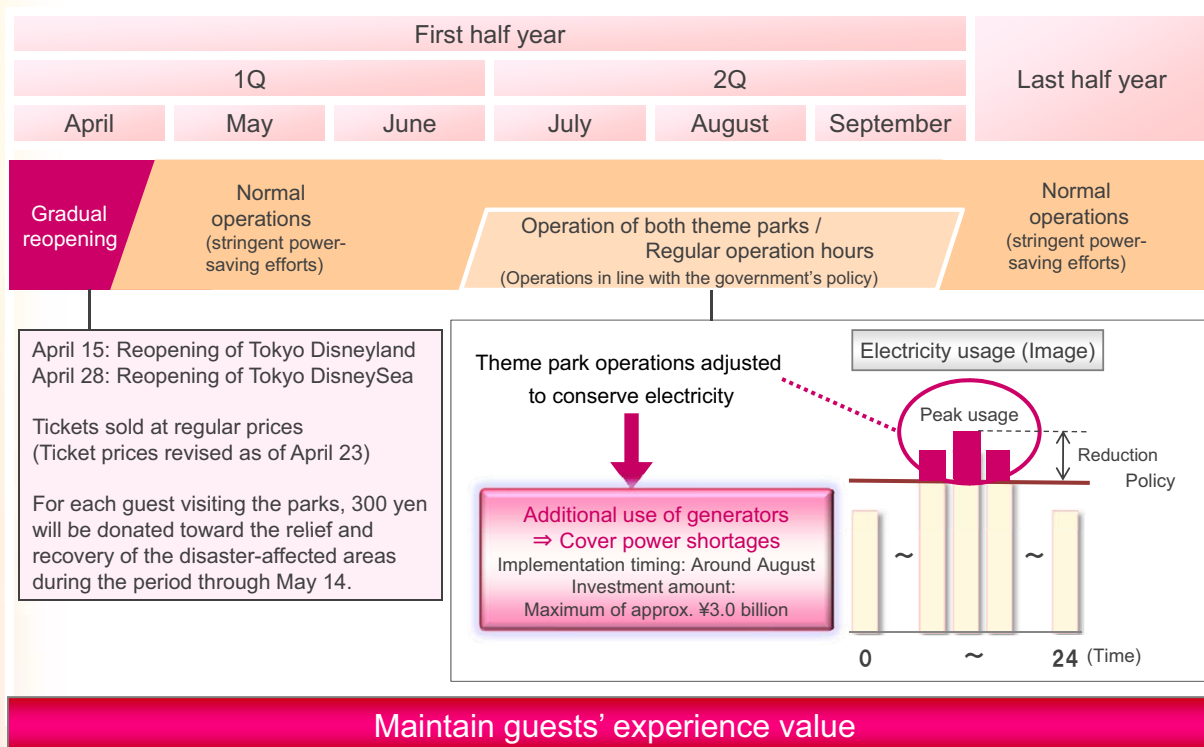 First half year
Last half year
1Q
2Q
April
May
June
July
August
September
Gradual
reopening
Normal
operations
(stringent power-
saving efforts)
Operation of both theme parks /
Regular operation hours
(Operations in line with the government's policy)
Normal
operations
(stringent power-
saving efforts)
April 15: Reopening of Tokyo Disneyland
April 28: Reopening of Tokyo DisneySea
Tickets sold at regular prices
(Ticket prices revised as of April 23)
For each guest visiting the parks, 300 yen
will be donated toward the relief and
recovery of the disaster-affected areas
during the period through May 14.
Theme park operations adjusted
to conserve electricity
Additional use of generators
⇒ Cover power shortages
Implementation timing: Around August
Investment amount:
Maximum of approx. ¥3.0 billion
Electricity usage (Image)
Peak usage
Reduction
Policy
~ ~
0 ~ 24 (Time)
Maintain guests' experience value